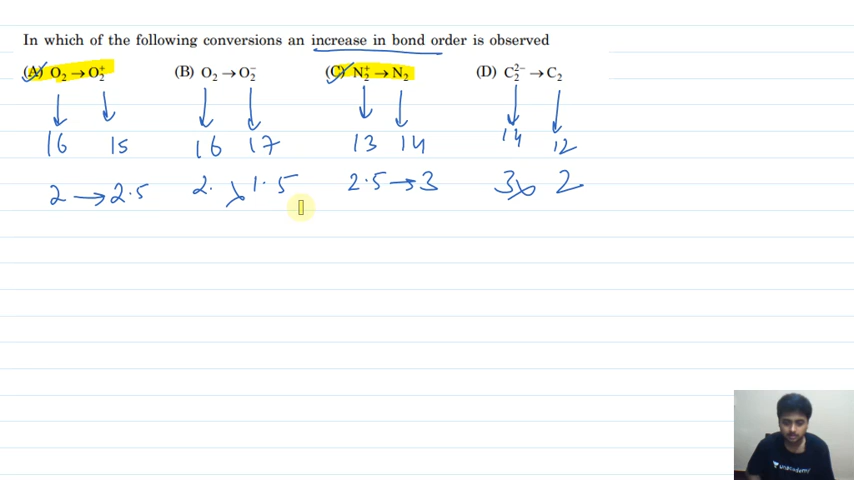 In which of the following conversions an increase in bond order is observed
(A) O₂ → O₂⁺ (B) O₂ → O₂⁻ (C) N₂⁺ → N₂ (D) C₂²⁻ → C₂
16 15 16 17 13 14 14 12
2 → 2.5 2. 1.5 2.5 → 3 3 2
unacademy